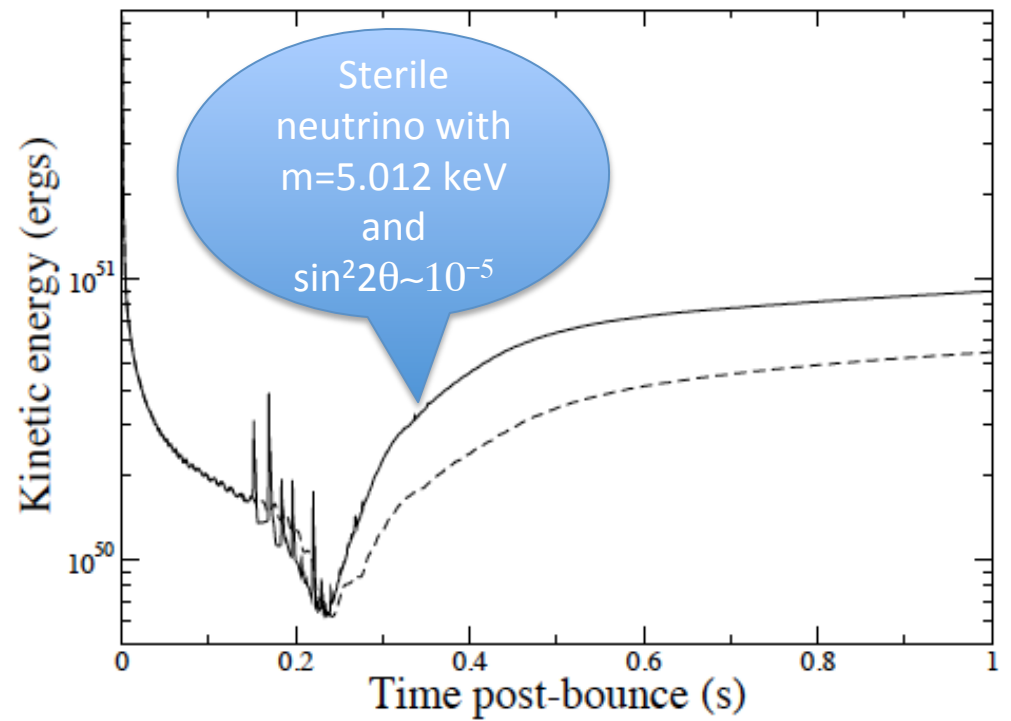 Sterile
neutrino with
m=5.012 keV
and
sin²2θ~10⁻⁵
Kinetic energy (ergs)
10⁵¹
10⁵⁰
0 0.2 0.4 0.6 0.8 1
Time post-bounce (s)